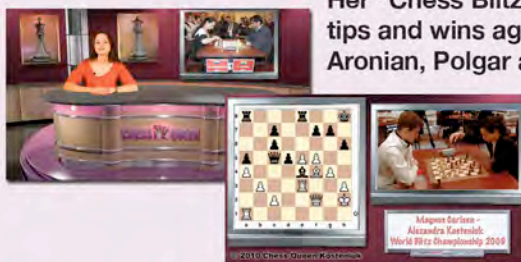 Her "Chess Blitz
tips and wins ag
Aronian, Polgar a
CHESS QUEEN
Magnus Carlsen -
Alexandra Kosteniuk
World Blitz Championship 2009
a b c d e f g h
© 2010 Chess Queen Kosteniuk